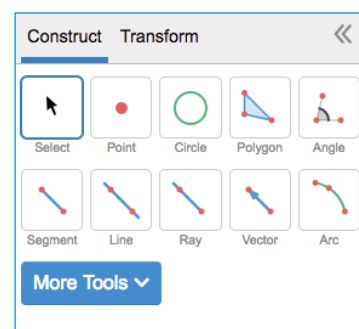 Construct Transform
Select Point Circle Polygon Angle
Segment Line Ray Vector Arc
More Tools